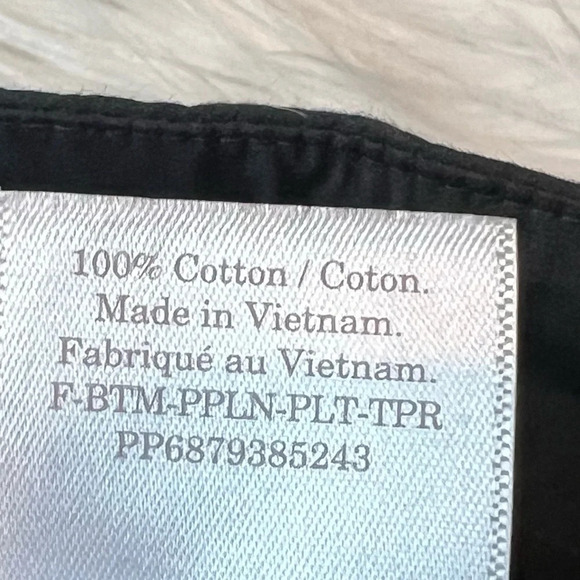 100% Cotton / Coton.
Made in Vietnam.
Fabriqué au Vietnam.
F-BTM-PPLN-PLT-TPR
PP6879385243